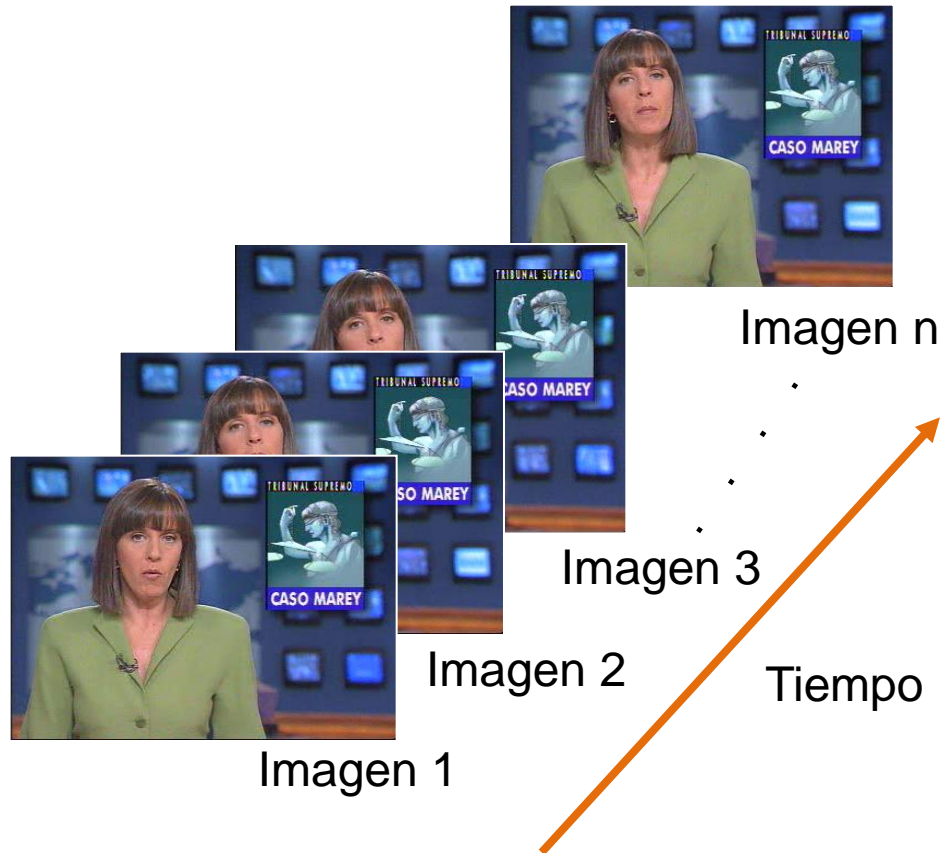 TRIBUNAL SUPREMO
CASO MAREY
Imagen n
TRIBUNAL SUPREMO
CASO MAREY
Imagen 3
TRIBUNAL SUPREMO
SO MAREY
Imagen 2
TRIBUNAL SUPREMO
CASO MAREY
Imagen 1
Tiempo